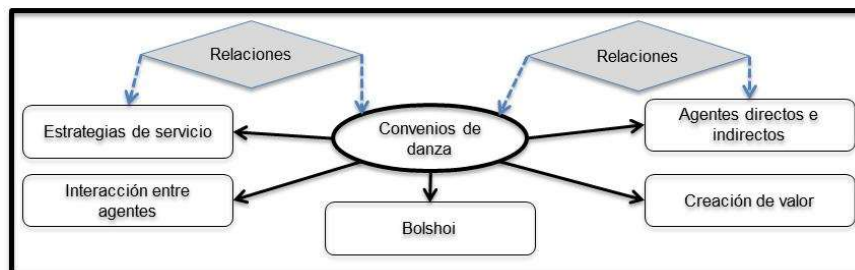 Relaciones
Relaciones
Estrategias de servicio
Convenios de
danza
Agentes directos e
indirectos
Interacción entre
agentes
Bolshoi
Creación de valor